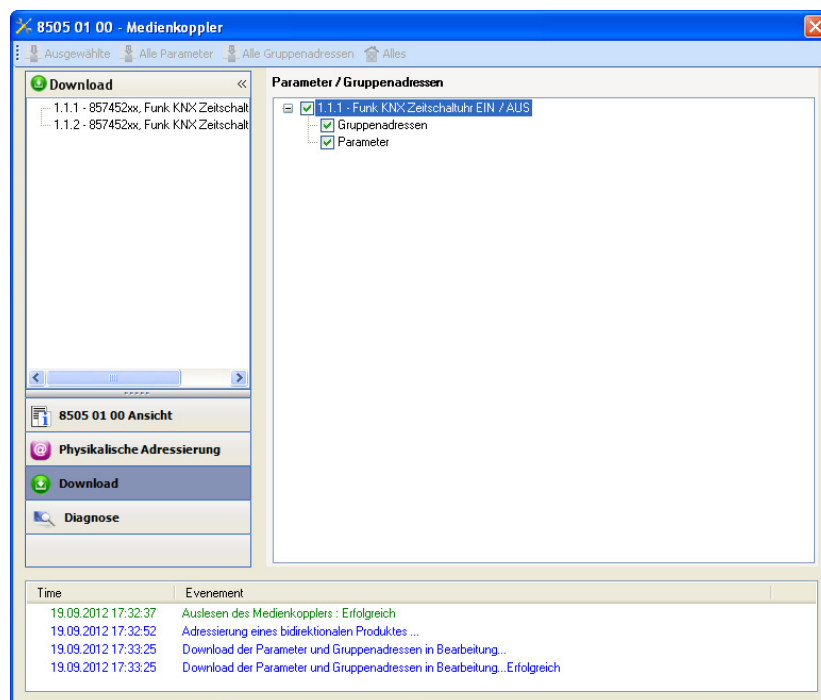 8505 01 00 - Medienkoppler
Ausgewählte Alle Parameter Alle Gruppenadressen Alles
Download «
1.1.1 - 857452xx, Funk KNX Zeitschalt
1.1.2 - 857452xx, Funk KNX Zeitschalt
8505 01 00 Ansicht
Physikalische Adressierung
Download
Diagnose
Parameter / Gruppenadressen
1.1.1 - Funk KNX Zeitschaltuhr EIN / AUS
Gruppenadressen
Parameter
Time Evenement
19.09.2012 17:32:37 Auslesen des Medienkopplers : Erfolgreich
19.09.2012 17:32:52 Adressierung eines bidirektionalen Produktes ...
19.09.2012 17:33:25 Download der Parameter und Gruppenadressen in Bearbeitung...
19.09.2012 17:33:25 Download der Parameter und Gruppenadressen in Bearbeitung...Erfolgreich